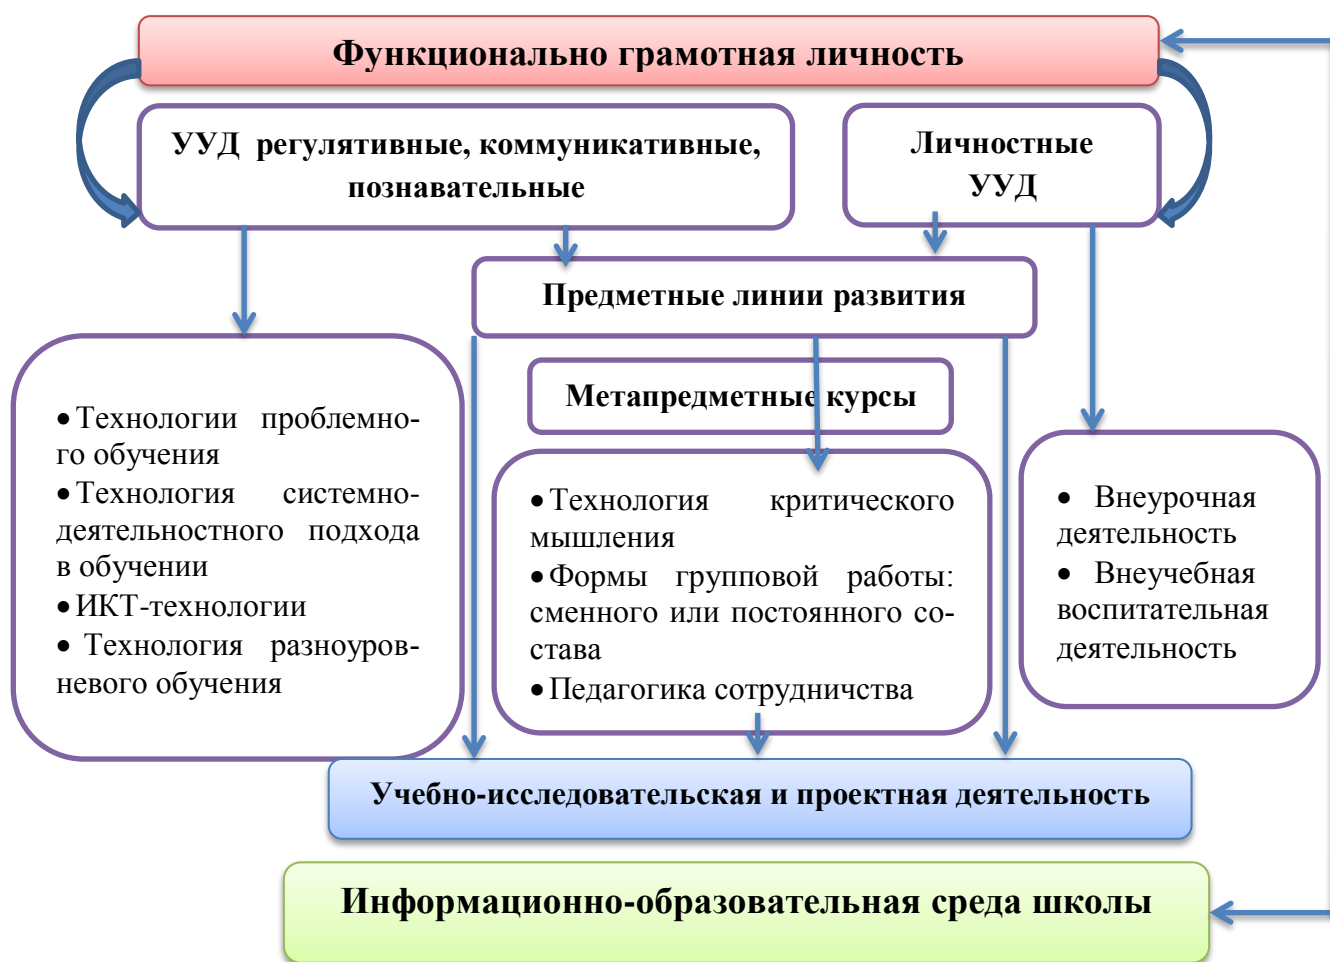 Функционально грамотная личность
УУД  регулятивные, коммуникативные,
познавательные
Личностные
УУД
Предметные линии развития
Метапредметные курсы
• Технологии проблемно-
го обучения
• Технология системно-
деятельностного подхода
в обучении
• ИКТ-технологии
• Технология разноуров-
невого обучения
• Технология критического
мышления
• Формы групповой работы:
сменного или постоянного со-
става
• Педагогика сотрудничества
• Внеурочная
деятельность
• Внеучебная
воспитательная
деятельность
Учебно-исследовательская и проектная деятельность
Информационно-образовательная среда школы